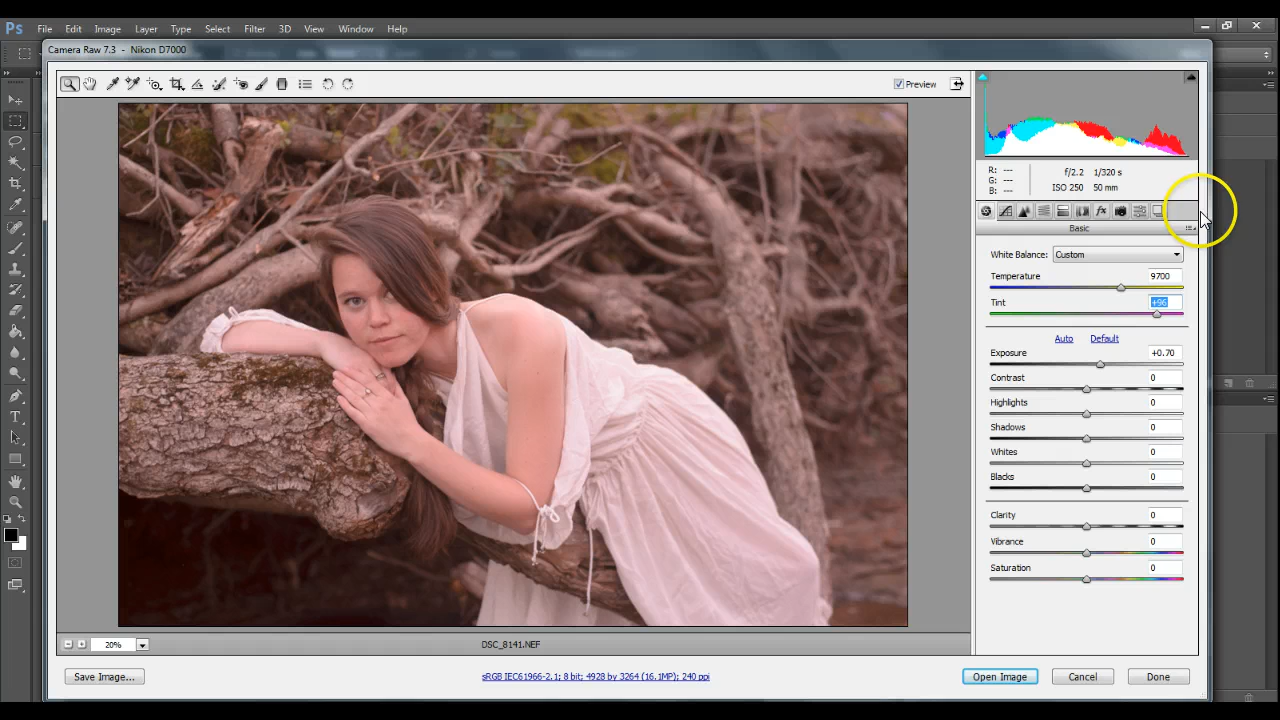 Ps File Edit Image Layer Type Select Filter 3D View Window Help
Camera Raw 7.3 - Nikon D7000
Preview
R: ---
G: ---
B: ---
f/2.2 1/320 s
ISO 250 50 mm
fx
Basic
White Balance: Custom
Temperature 9700
Tint +96
Auto Default
Exposure +0.70
Contrast 0
Highlights 0
Shadows 0
Whites 0
Blacks 0
Clarity 0
Vibrance 0
Saturation 0
20%
DSC_8141.NEF
Save Image...
sRGB IEC61966-2.1; 8 bit; 4928 by 3264 (16.1MP); 240 ppi
Open Image Cancel Done